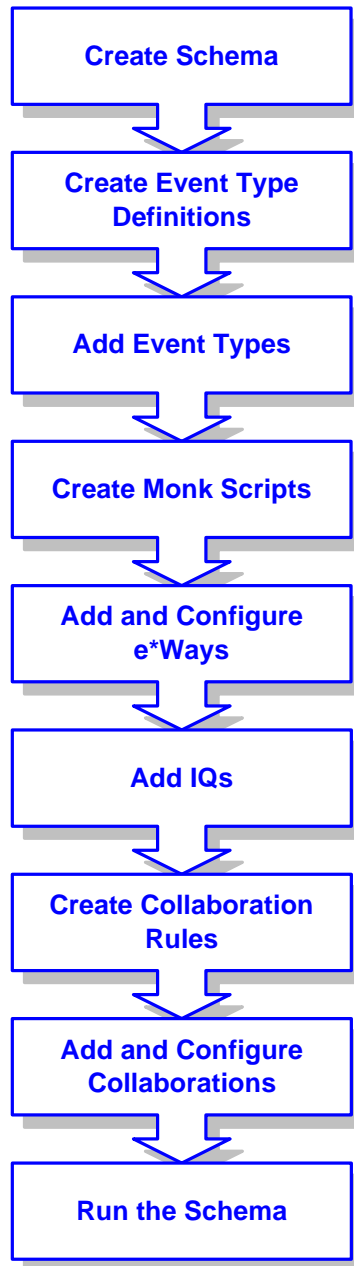 Create Schema
Create Event Type
Definitions
Add Event Types
Create Monk Scripts
Add and Configure
e*Ways
Add IQs
Create Collaboration
Rules
Add and Configure
Collaborations
Run the Schema